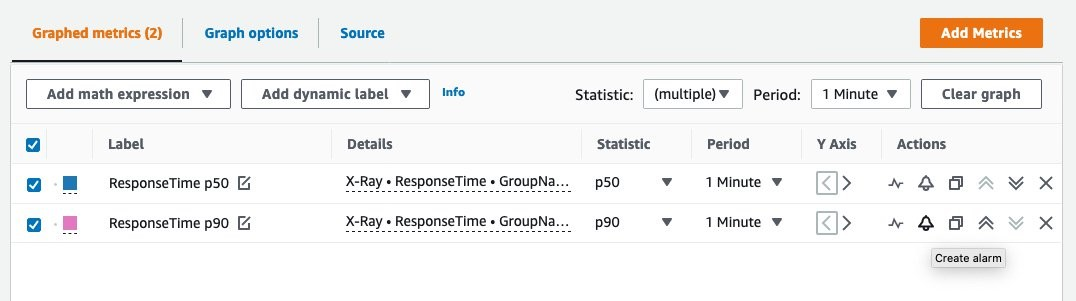 Graphed metrics (2) Graph options Source Add Metrics
Add math expression Add dynamic label Info Statistic: (multiple) Period: 1 Minute Clear graph
Label Details Statistic Period Y Axis Actions
ResponseTime p50 X-Ray • ResponseTime • GroupNa... p50 1 Minute
ResponseTime p90 X-Ray • ResponseTime • GroupNa... p90 1 Minute
Create alarm